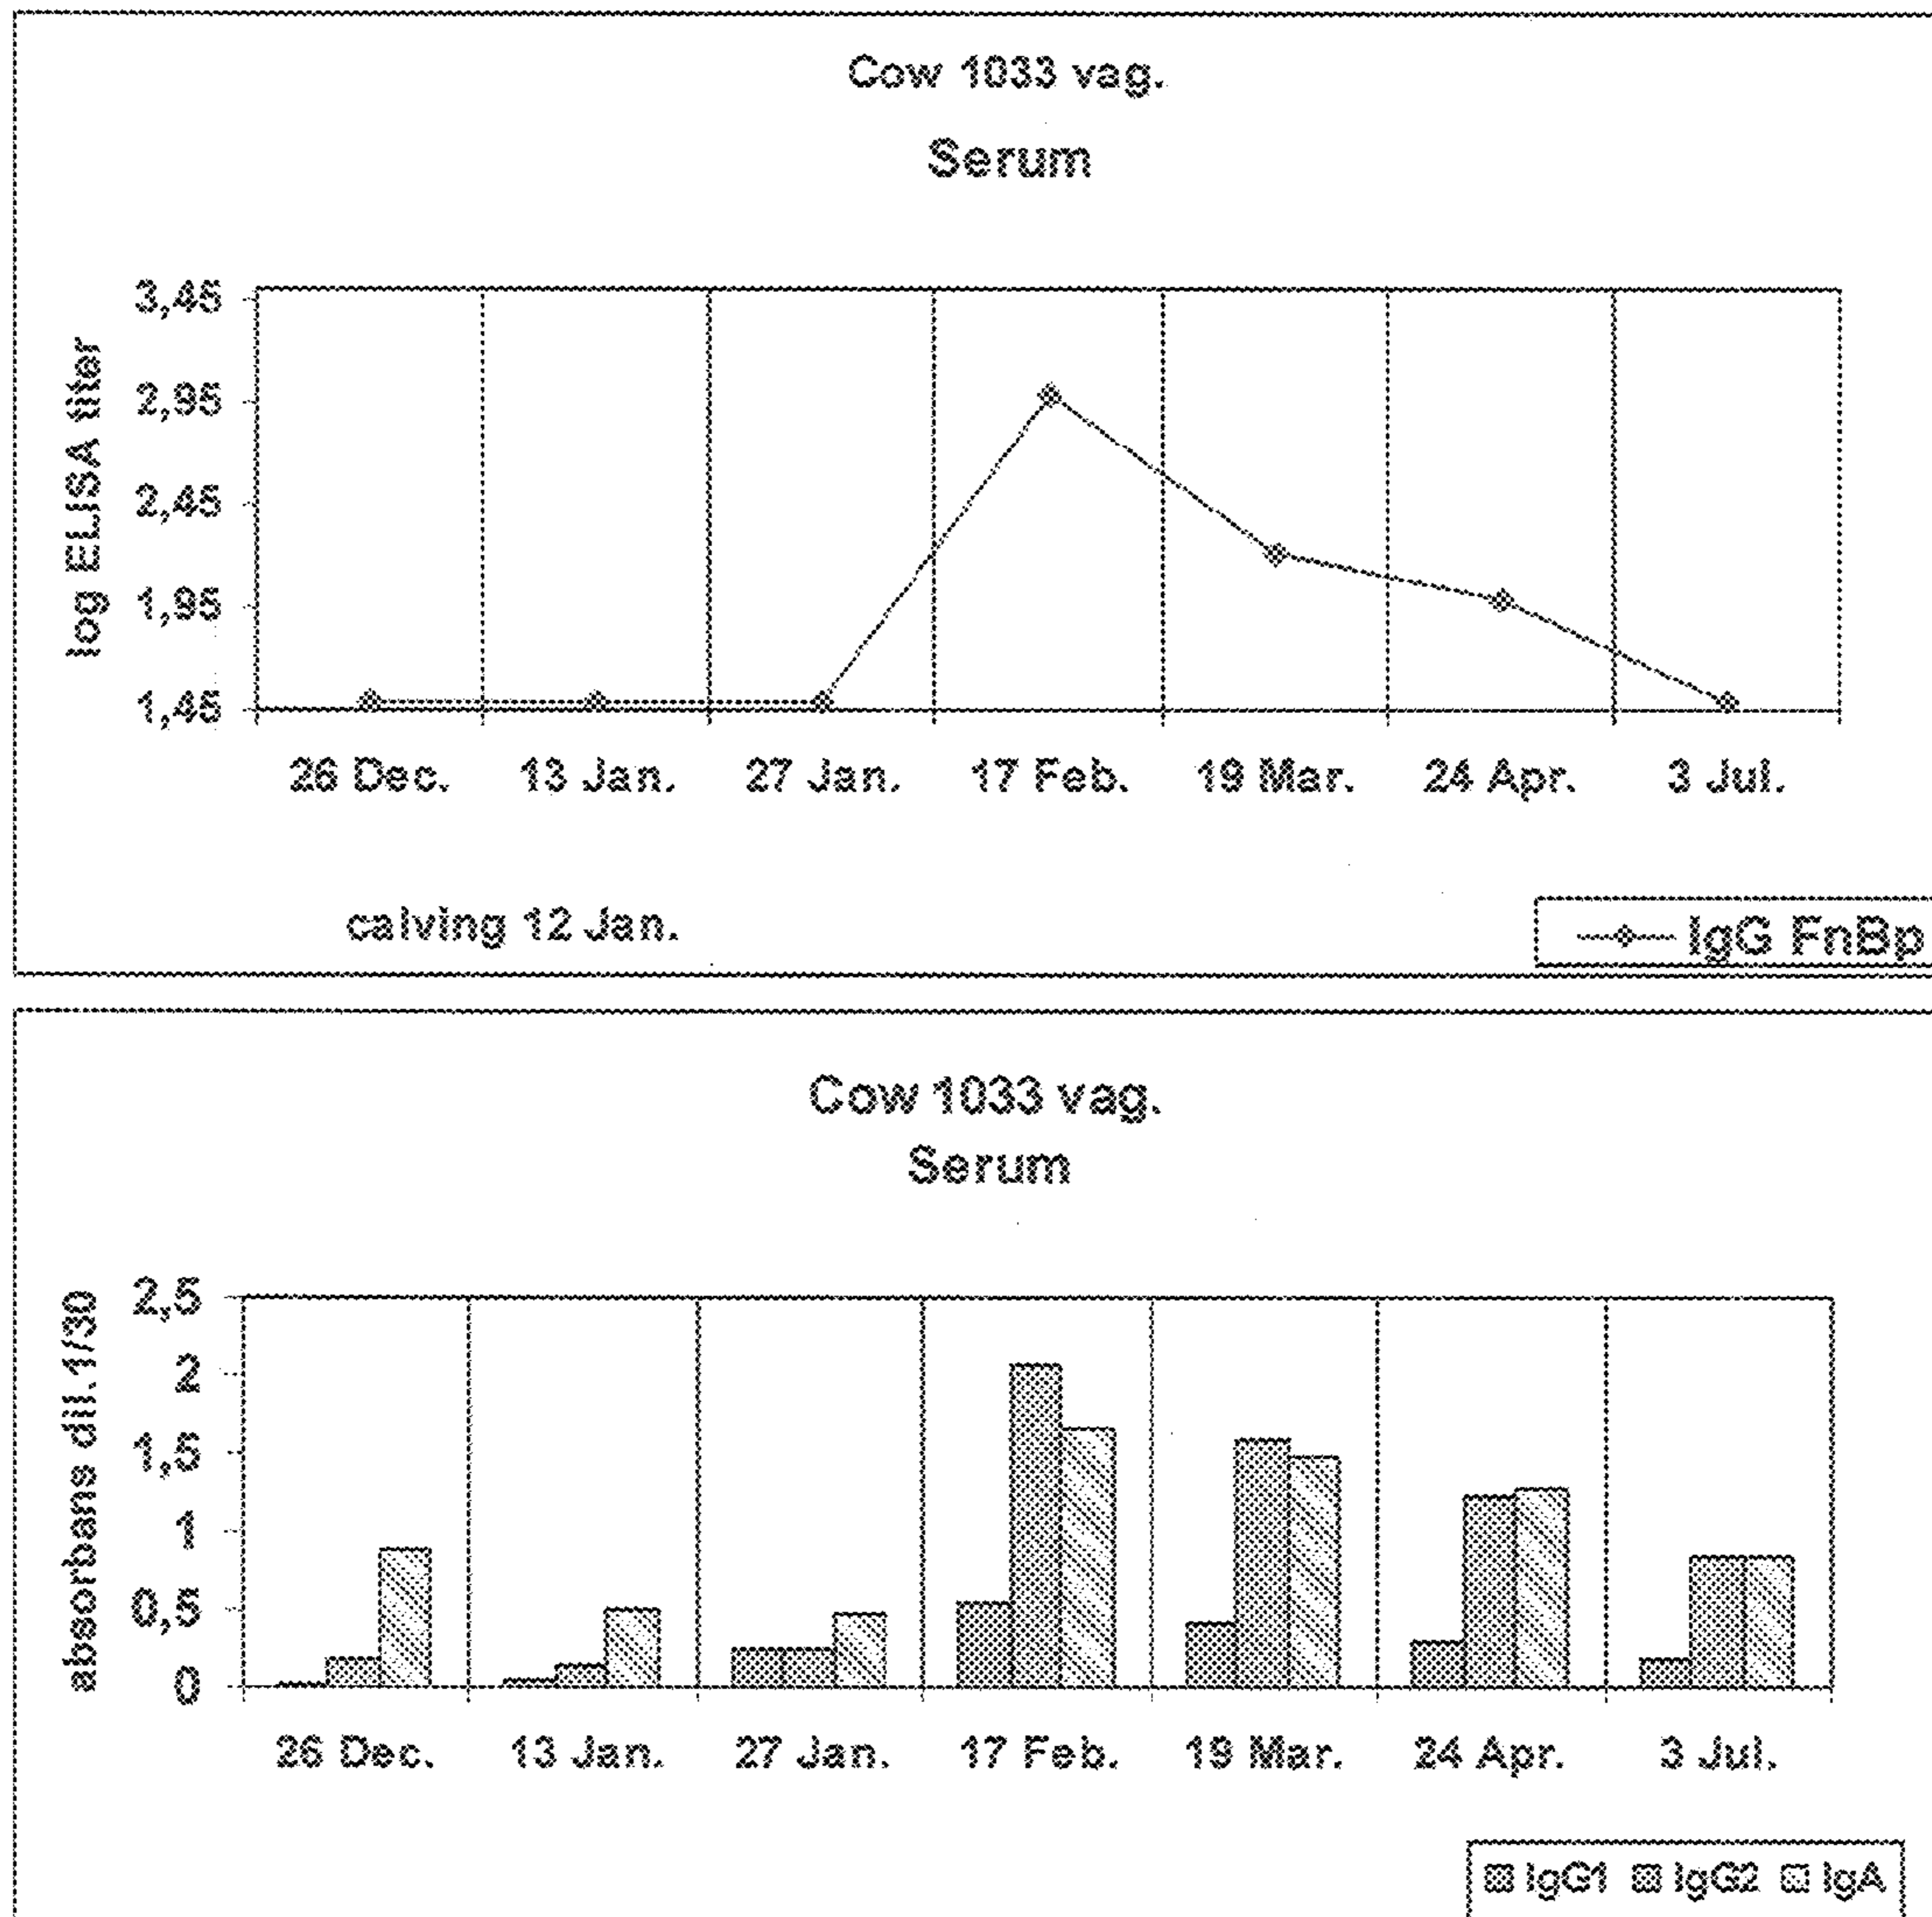 Cow 1033 vag.
Serum
log ELISA titer
3,45
2,95
2,45
1,95
1,45
26 Dec. 13 Jan. 27 Jan. 17 Feb. 19 Mar. 24 Apr. 3 Jul.
calving 12 Jan.
IgG FnBp
Cow 1033 vag.
Serum
absorbans dil.1/30
2,5
2
1,5
1
0,5
0
26 Dec. 13 Jan. 27 Jan. 17 Feb. 19 Mar. 24 Apr. 3 Jul.
IgG1 IgG2 IgA